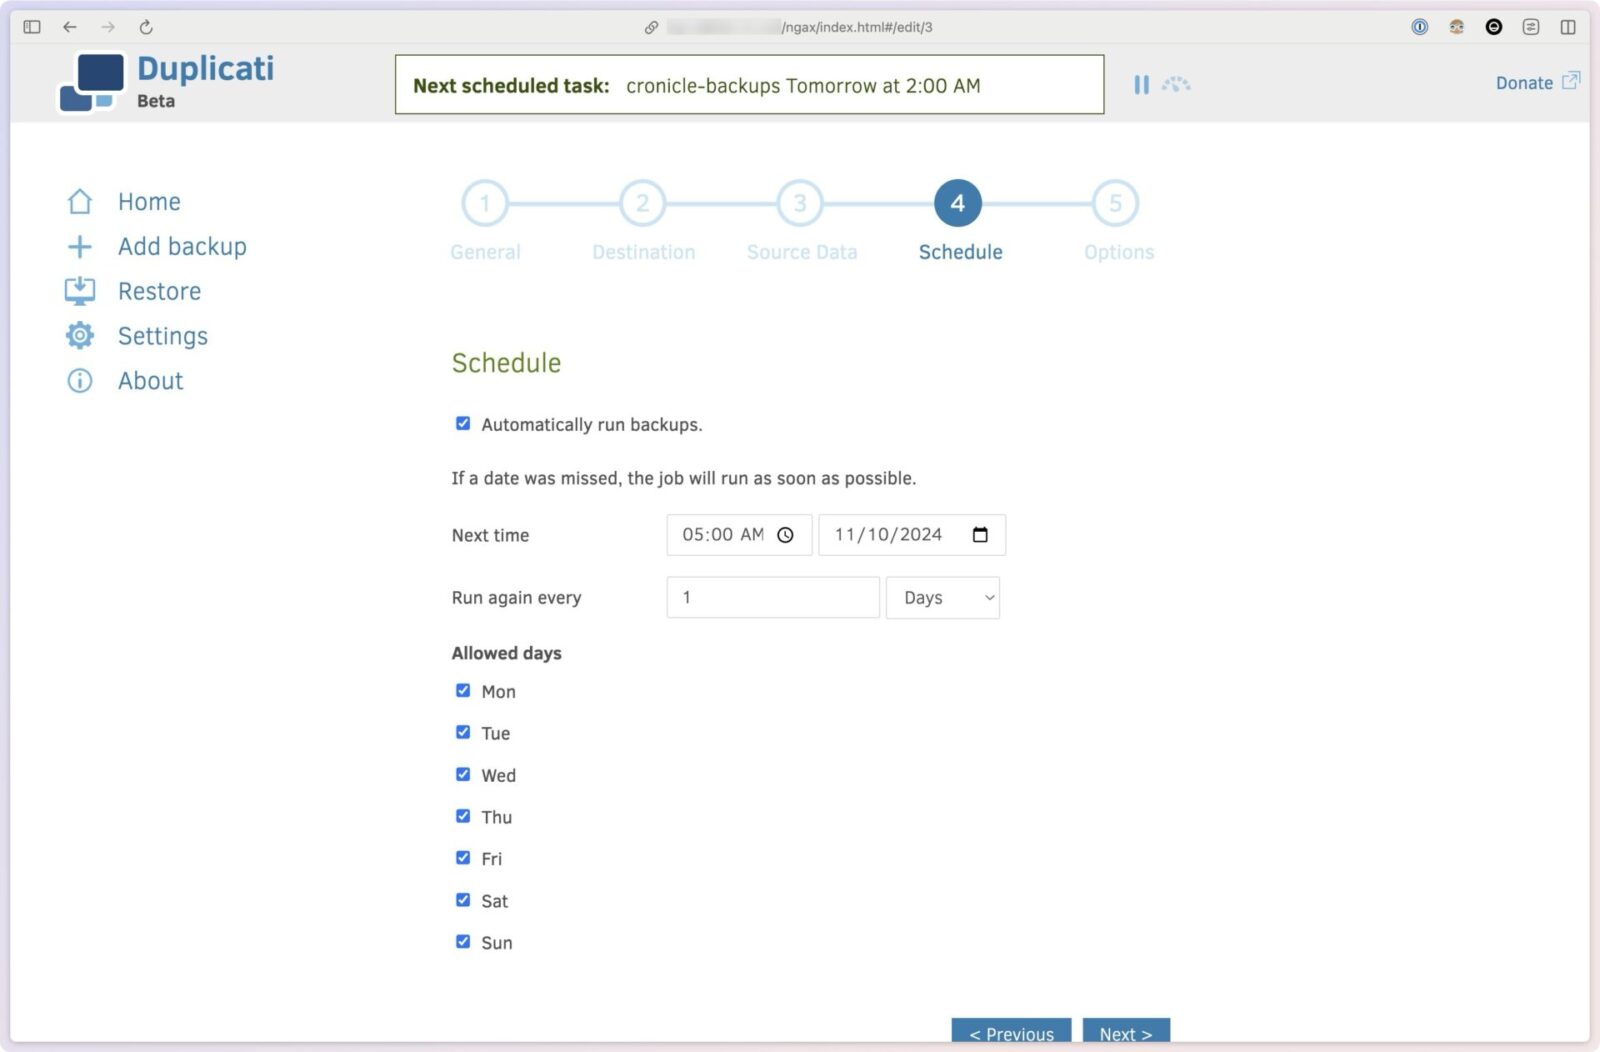 /ngax/index.html#/edit/3
Duplicati
Beta
Next scheduled task: cronicle-backups Tomorrow at 2:00 AM
Donate
Home
Add backup
Restore
Settings
About
1 2 3 4 5
General Destination Source Data Schedule Options
Schedule
Automatically run backups.
If a date was missed, the job will run as soon as possible.
Next time 05:00 AM 11/10/2024
Run again every 1 Days
Allowed days
Mon
Tue
Wed
Thu
Fri
Sat
Sun
< Previous Next >